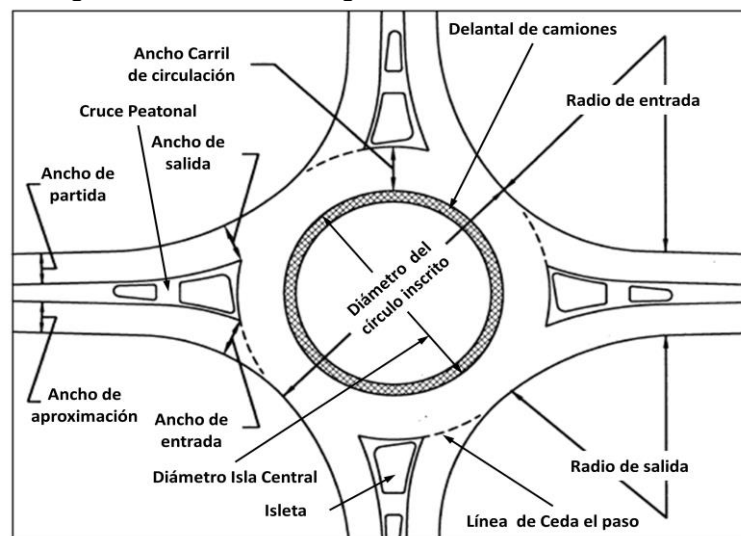 Delantal de camiones
Ancho Carril
de circulación
Radio de entrada
Cruce Peatonal
Ancho de
salida
Ancho de
partida
Diámetro del
círculo inscrito
Ancho de
aproximación
Ancho de
entrada
Diámetro Isla Central
Radio de salida
Isleta
Línea de Ceda el paso